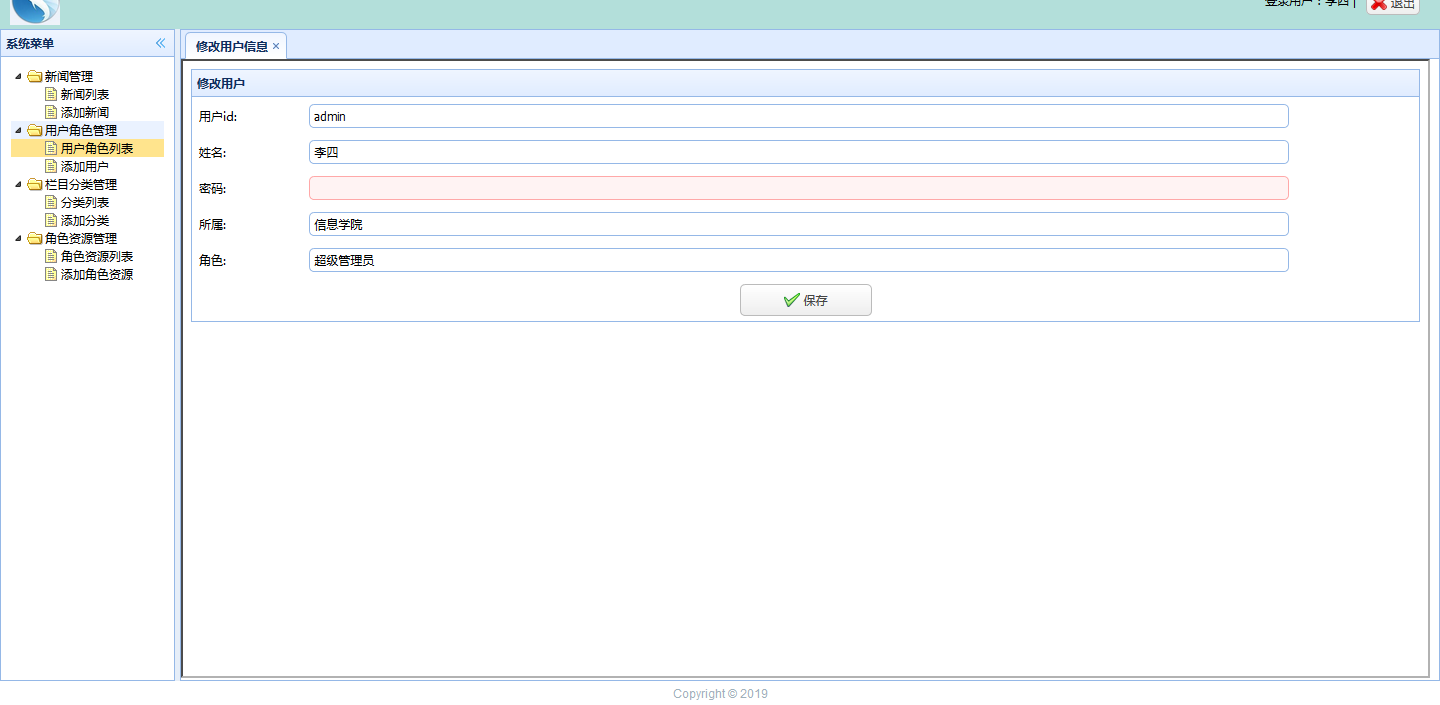 登录用户：李四 |
退出
系统菜单
新闻管理
新闻列表
添加新闻
用户角色管理
用户角色列表
添加用户
栏目分类管理
分类列表
添加分类
角色资源管理
角色资源列表
添加角色资源
修改用户信息
修改用户
用户id: admin
姓名: 李四
密码:
所属: 信息学院
角色: 超级管理员
保存
Copyright © 2019